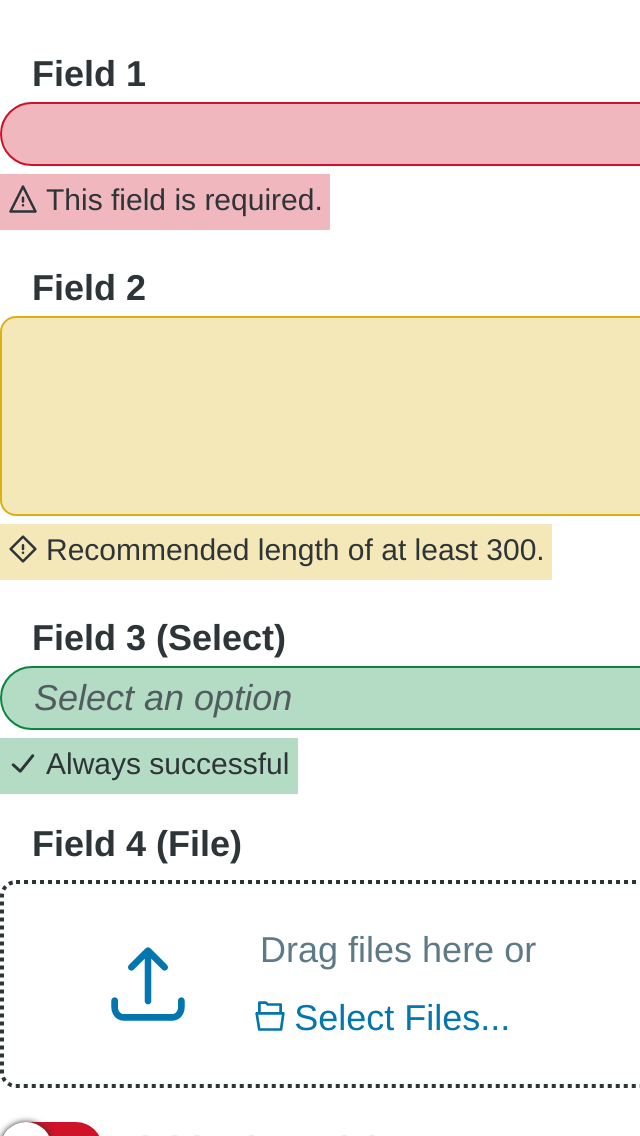 Field 1
This field is required.
Field 2
Recommended length of at least 300.
Field 3 (Select)
Select an option
Always successful
Field 4 (File)
Drag files here or
Select Files...